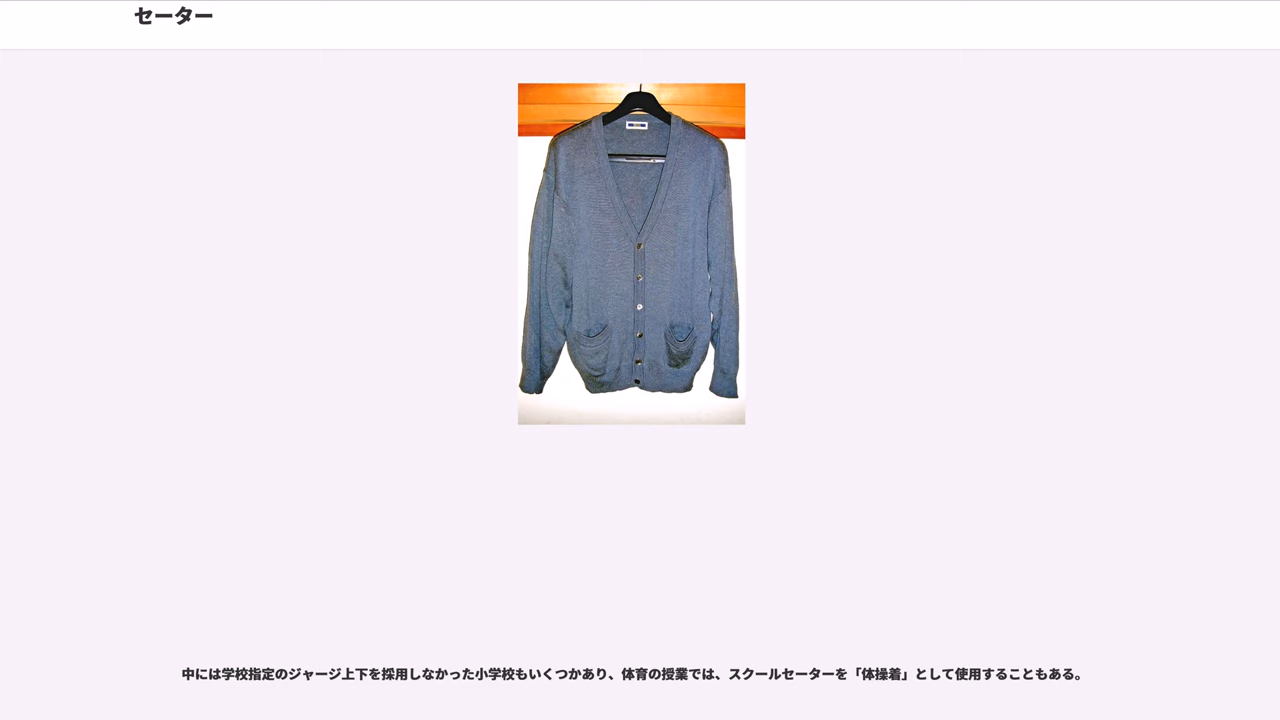 セーター
中には学校指定のジャージ上下を採用しなかった小学校もいくつかあり、体育の授業では、スクールセーターを「体操着」として使用することもある。